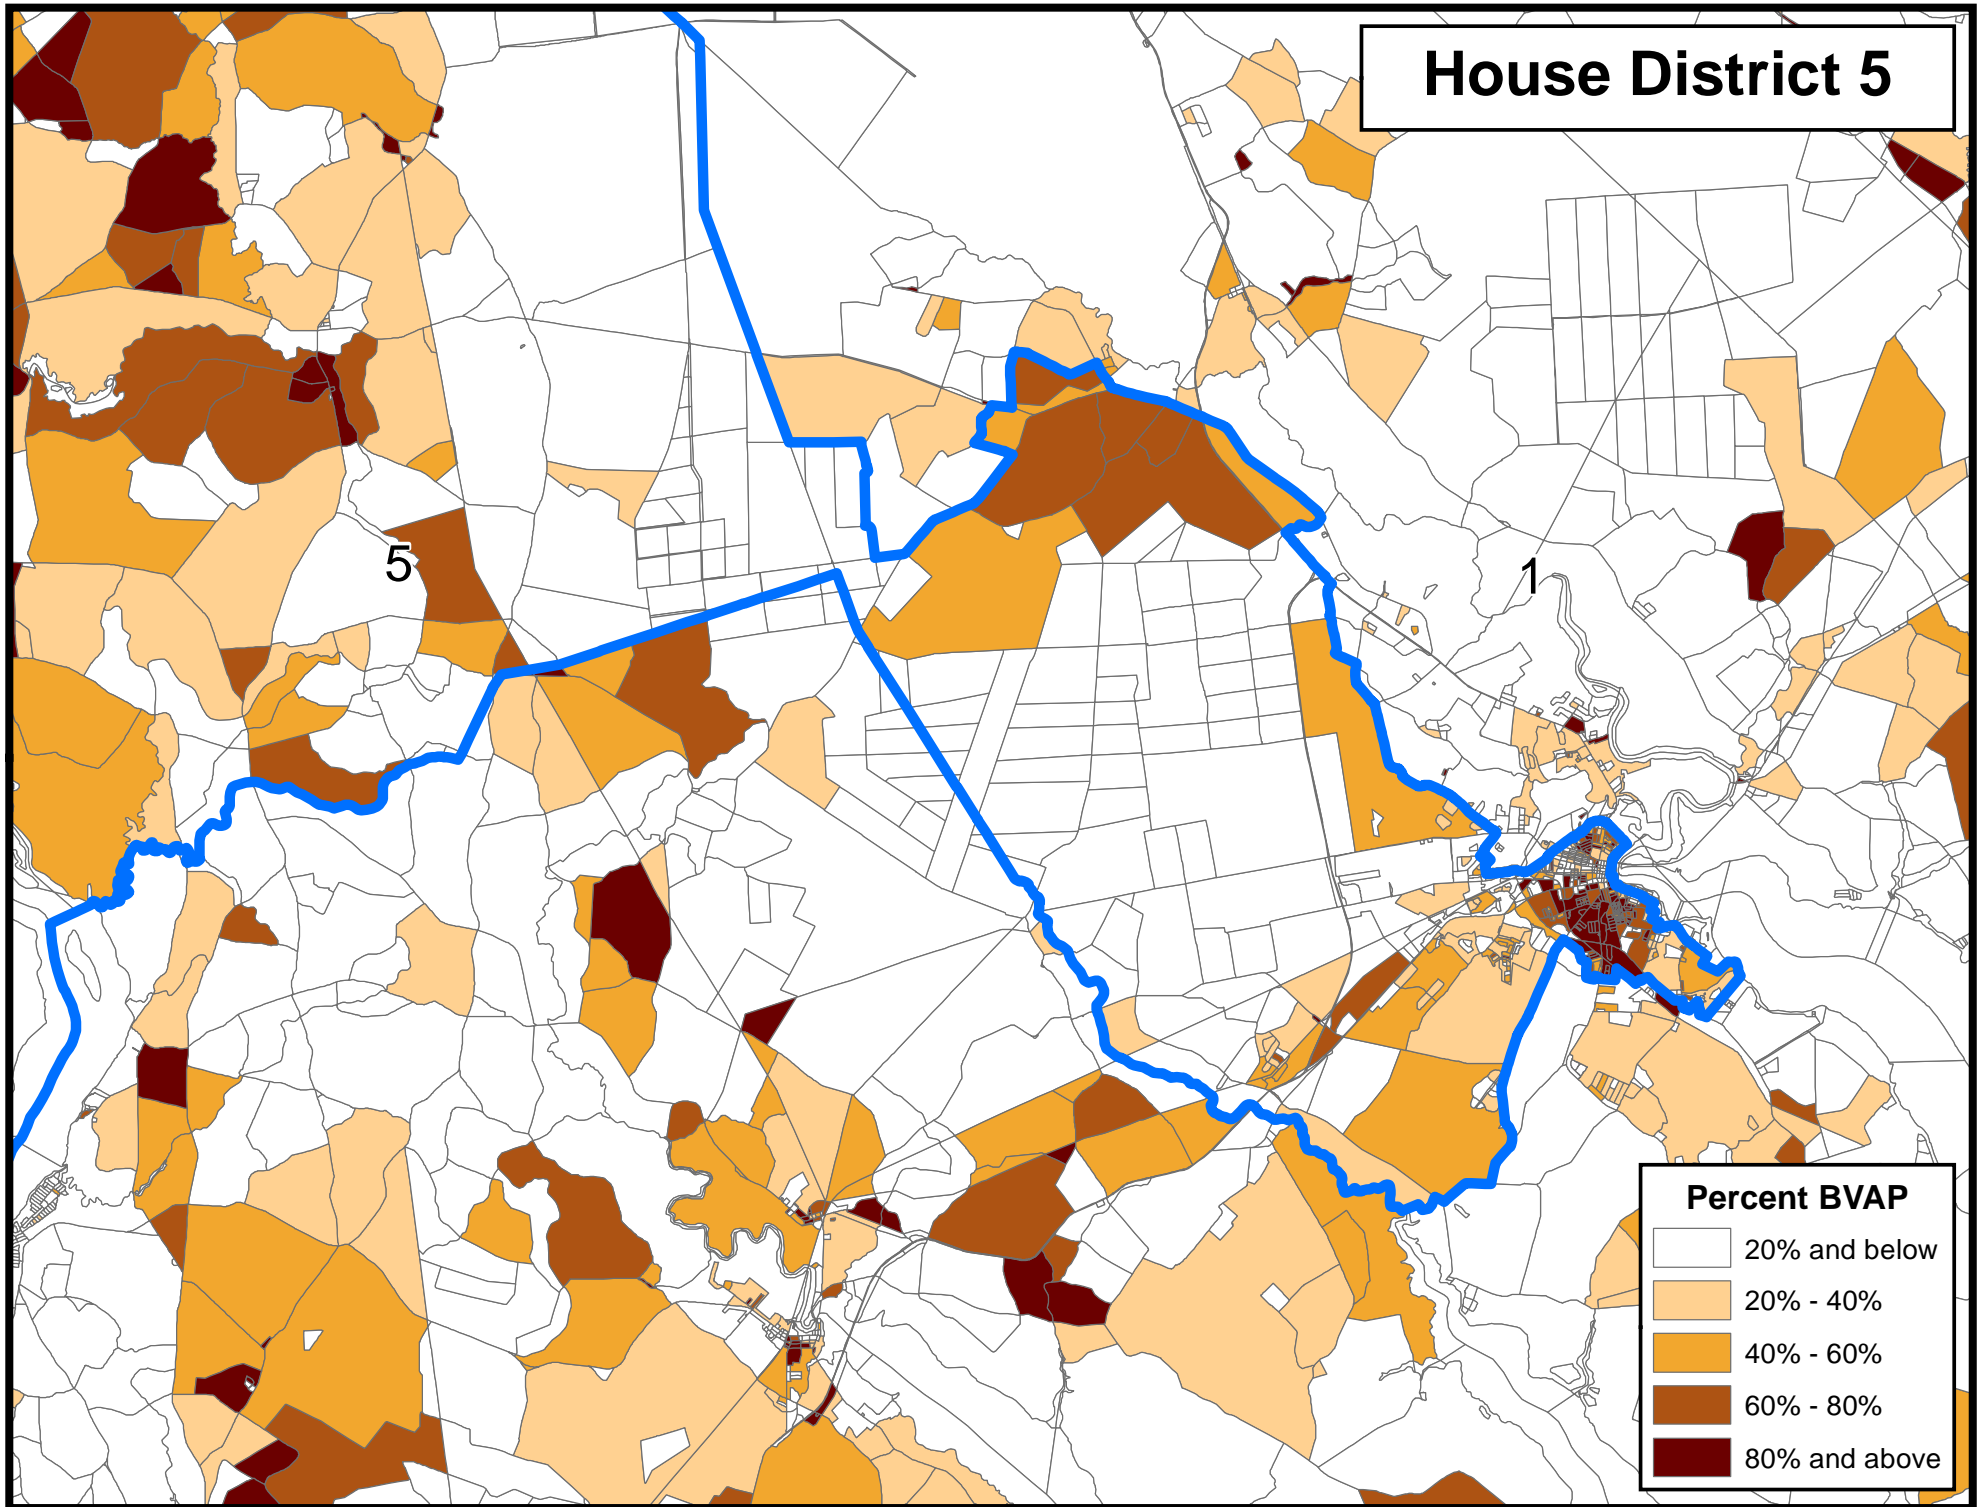 House District 5
5
1
Percent BVAP
20% and below
20% - 40%
40% - 60%
60% - 80%
80% and above